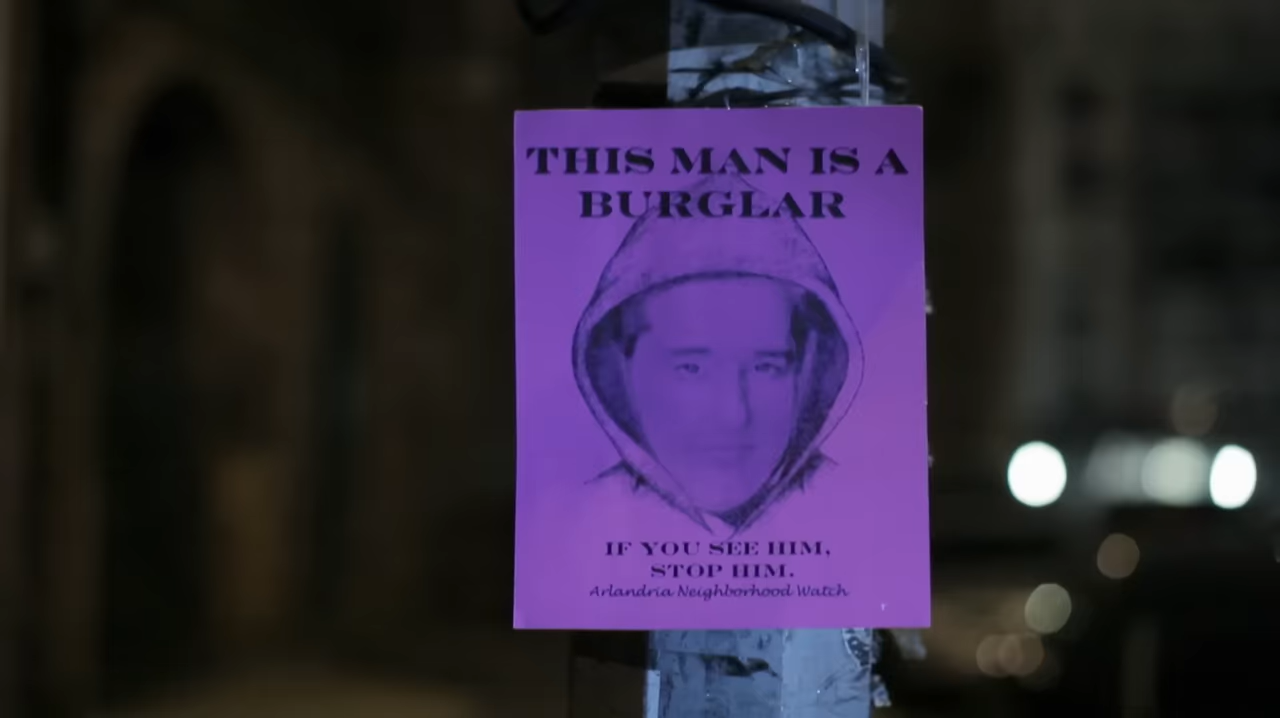 THIS MAN IS A
BURGLAR
IF YOU SEE HIM,
STOP HIM.
Arlandria Neighborhood Watch